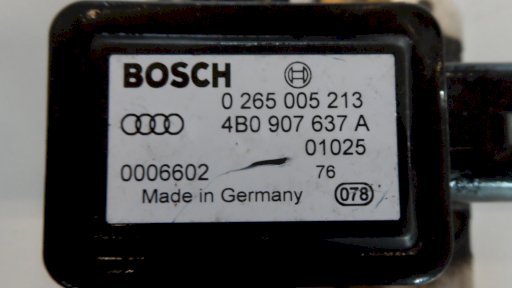 BOSCH
0 265 005 213
4B0 907 637 A
01025
0006602 76
Made in Germany 078